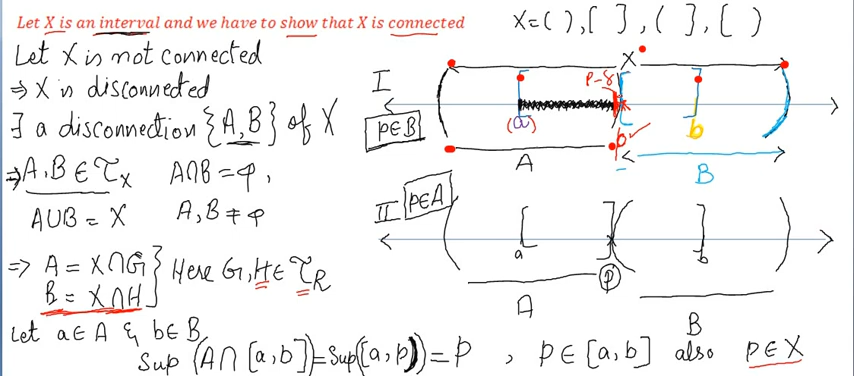 Let X is an interval and we have to show that X is connected
X = ( ), [ ], ( ], [ )
Let X is not connected
⇒ X is disconnected
∃ a disconnection {A,B} of X
⇒ A,B ∈ τ_X A∩B = φ,
A∪B = X A,B ≠ φ
⇒ A = X∩G
B = X∩H } Here G,H ∈ τ_R
Let a∈A & b∈B
Sup (A∩[a,b]) = Sup([a,p)) = p , p∈[a,b] also p∈X
I
X
p-δ
p∈B
(a)
p
b
A
B
II
p∈A
a
p
b
A
B